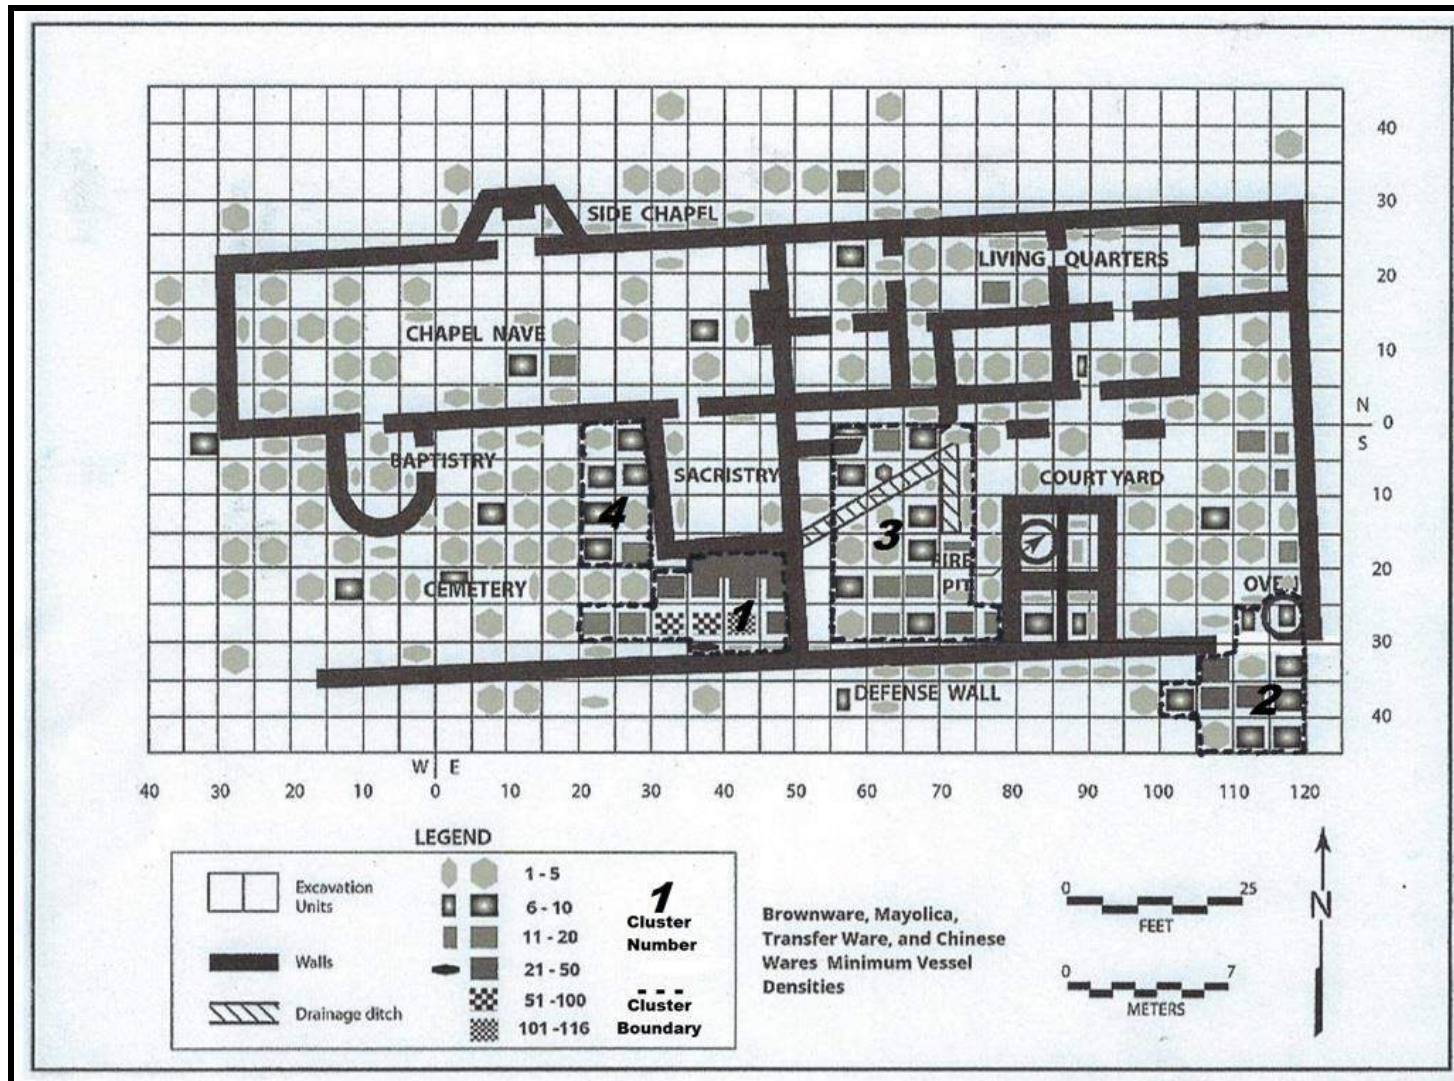 40
30
SIDE CHAPEL
LIVING QUARTERS
20
CHAPEL NAVE
10
N
0
S
BAPTISTRY
SACRISTRY
COURT YARD
10
4
3
FIRE
PIT
20
CEMETERY
OVEN
1
30
DEFENSE WALL
2
40
W E
40 30 20 10 0 10 20 30 40 50 60 70 80 90 100 110 120
LEGEND
Excavation
Units
Walls
Drainage ditch
1 - 5
6 - 10
11 - 20
21 - 50
51 -100
101 -116
1
Cluster
Number
Cluster
Boundary
Brownware, Mayolica,
Transfer Ware, and Chinese
Wares Minimum Vessel
Densities
0 25
FEET
0 7
METERS
N